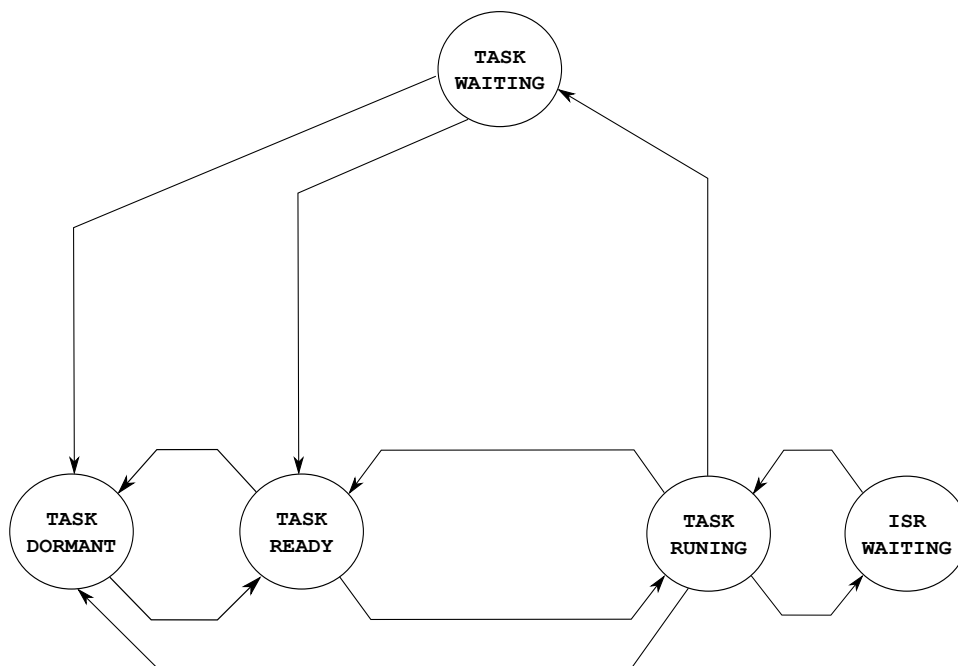 TASK
WAITING
TASK
DORMANT
TASK
READY
TASK
RUNING
ISR
WAITING